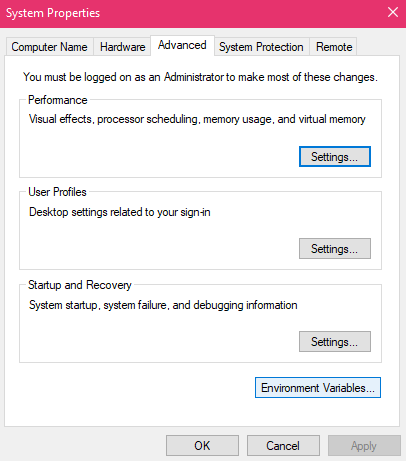 System Properties
Computer Name Hardware Advanced System Protection Remote
You must be logged on as an Administrator to make most of these changes.
Performance
Visual effects, processor scheduling, memory usage, and virtual memory
Settings...
User Profiles
Desktop settings related to your sign-in
Settings...
Startup and Recovery
System startup, system failure, and debugging information
Settings...
Environment Variables...
OK Cancel Apply